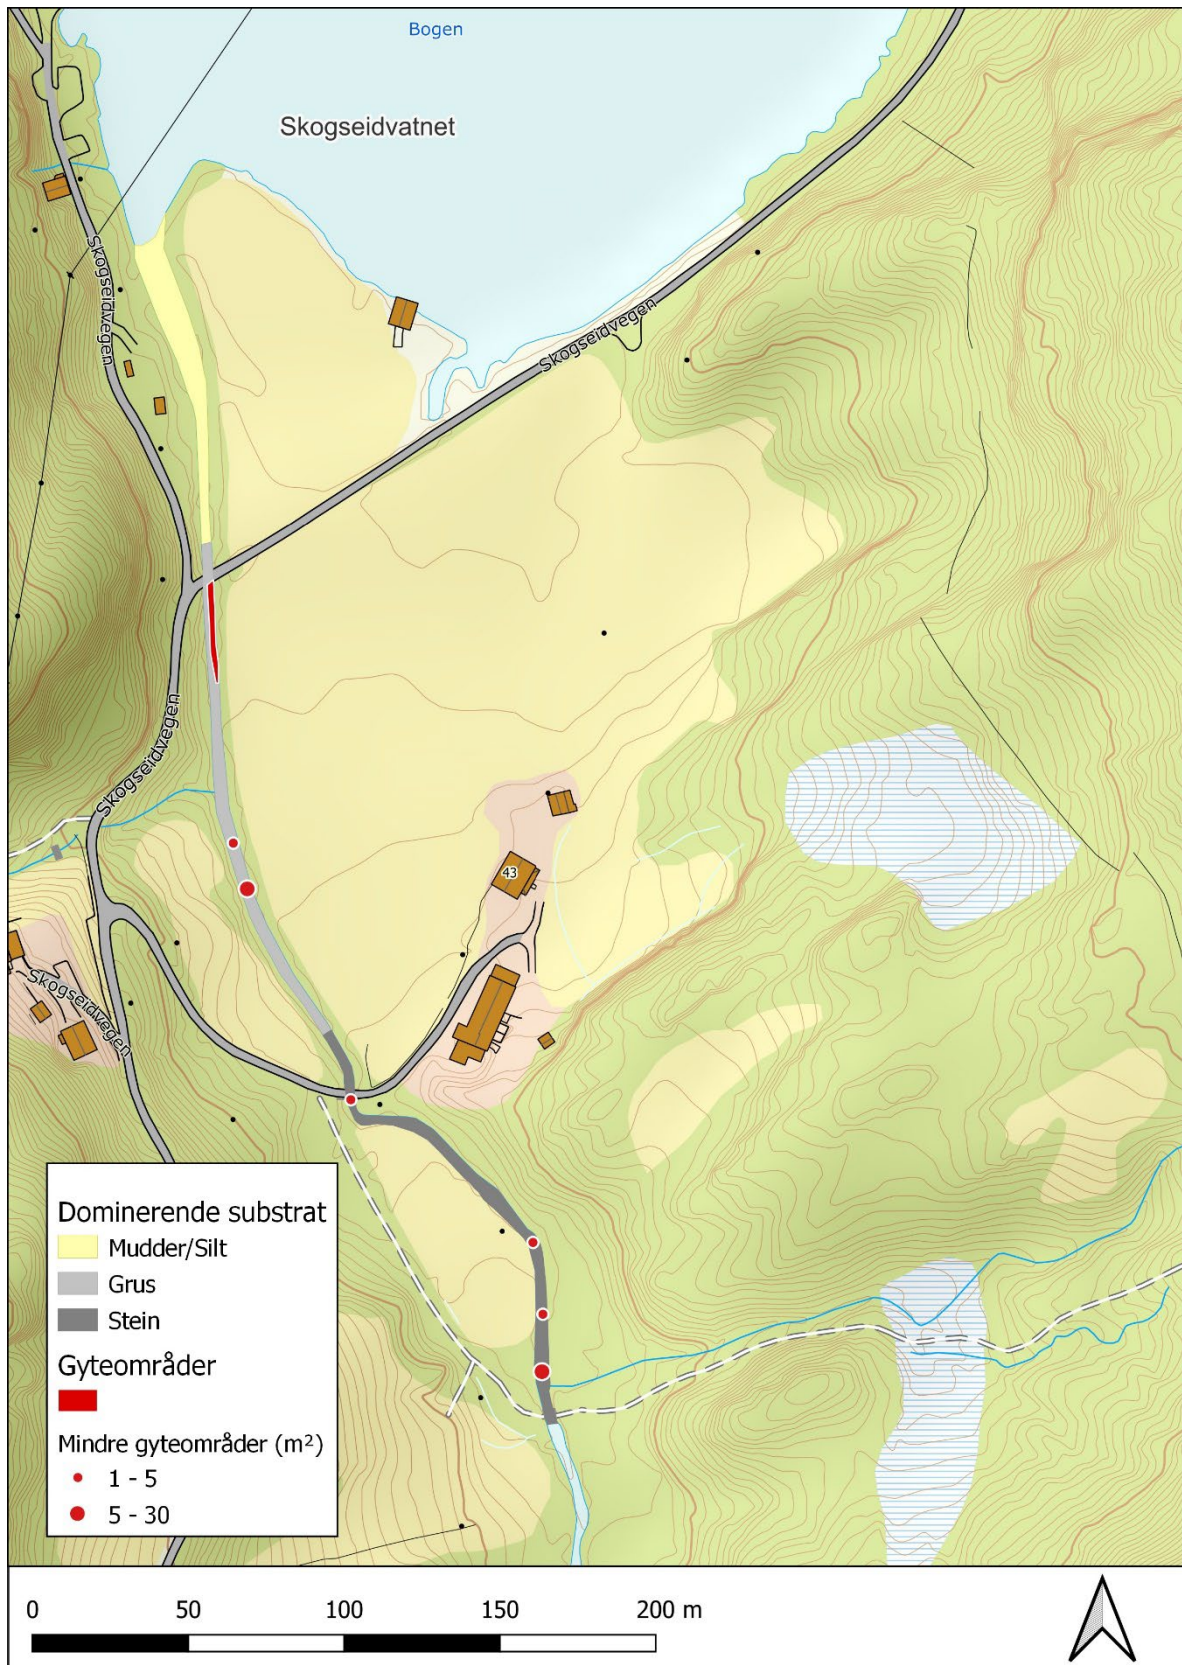 Bogen
Skogseidvatnet
Skogseidvegen
Skogseidvegen
Skogseidvegen
43
Skogseidvegen
Dominerende substrat
Mudder/Silt
Grus
Stein
Gyteområder
Mindre gyteområder (m²)
1 - 5
5 - 30
0 50 100 150 200 m